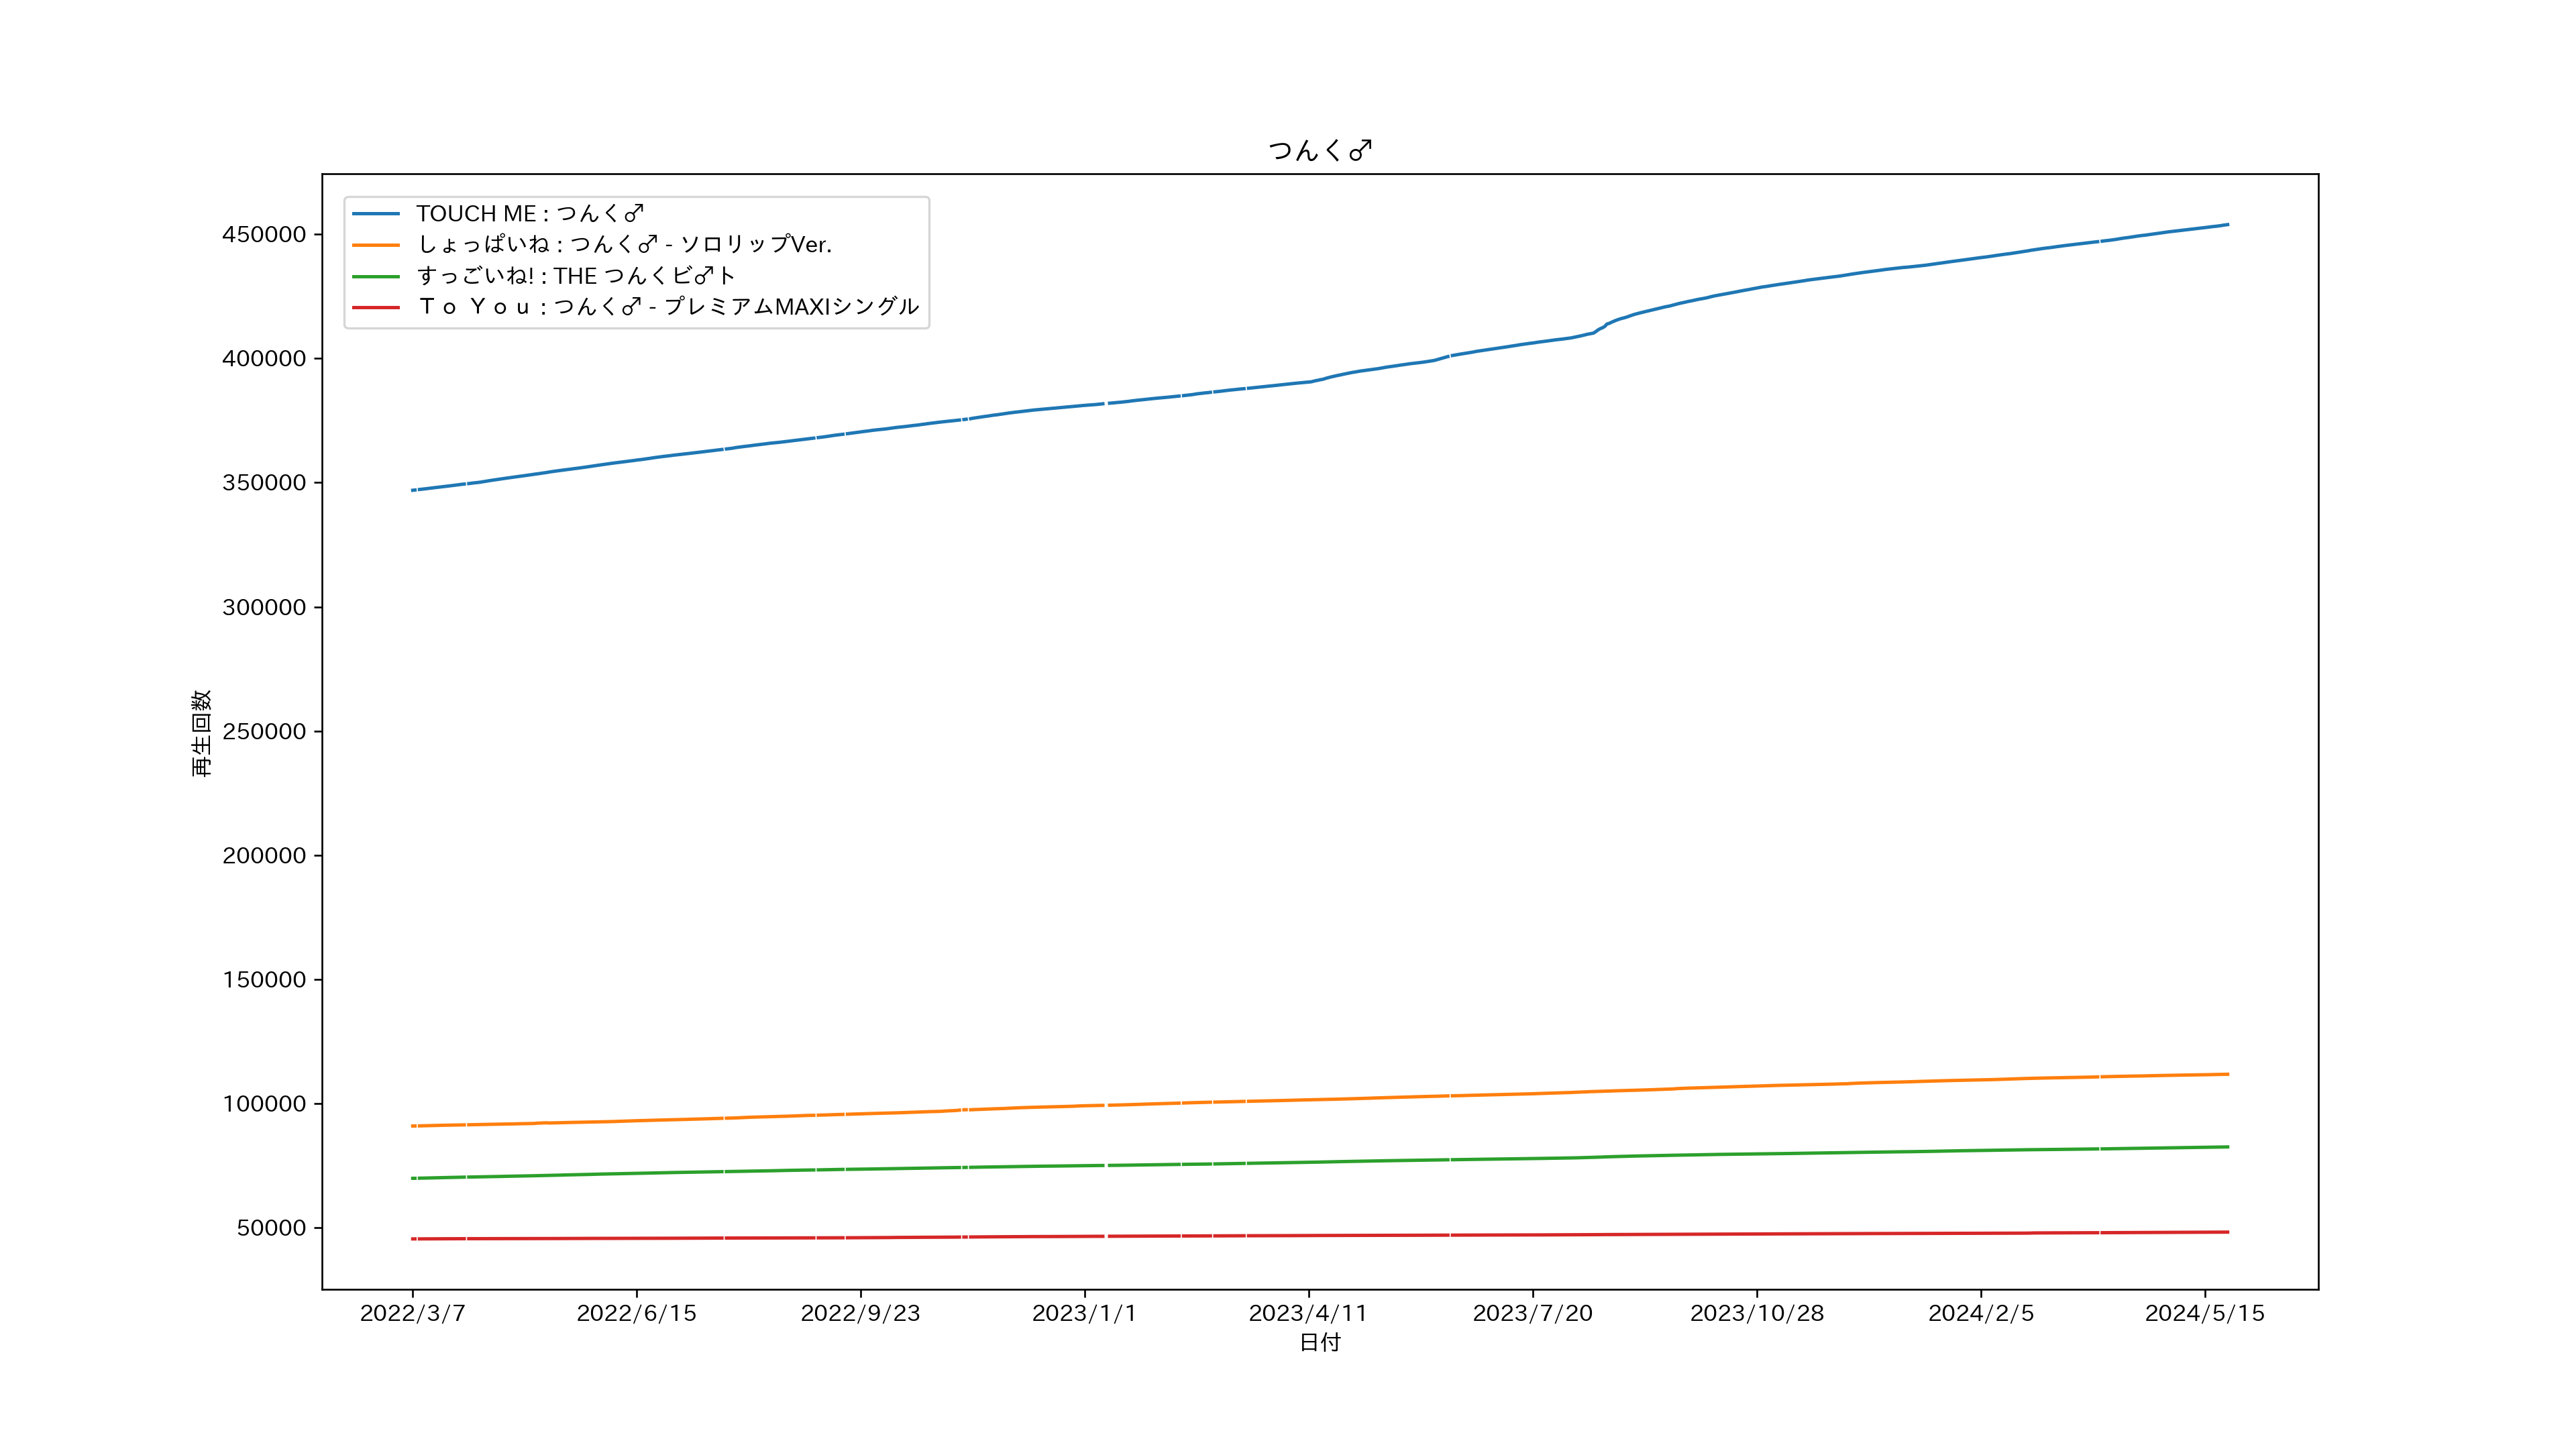 つんく♂
TOUCH ME : つんく♂
しょっぱいね : つんく♂ - ソロリップVer.
すっごいね! : THE つんくビ♂ト
Ｔｏ Ｙｏｕ : つんく♂ - プレミアムMAXIシングル
450000
400000
350000
300000
250000
200000
150000
100000
50000
再生回数
2022/3/7
2022/6/15
2022/9/23
2023/1/1
2023/4/11
2023/7/20
2023/10/28
2024/2/5
2024/5/15
日付